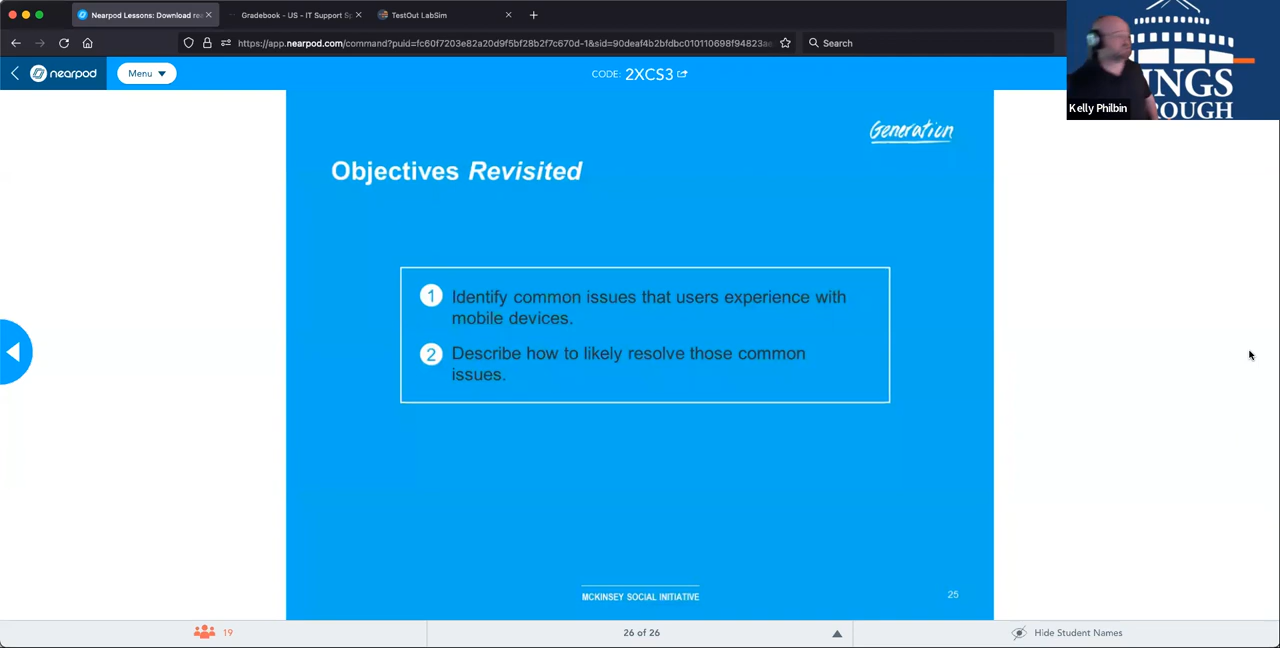 Nearpod Lessons: Download re
Gradebook - US - IT Support Sp
TestOut LabSim
https://app.nearpod.com/command?puid=fc60f7203e82a20d9f5bf28b2f7c670d-1&sid=90deaf4b2bfdbc010110698f94823a
Search
nearpod
Menu
CODE: 2XCS3
NGS
OUGH
Kelly Philbin
Generation
Objectives Revisited
1 Identify common issues that users experience with
mobile devices.
2 Describe how to likely resolve those common
issues.
MCKINSEY SOCIAL INITIATIVE
25
19
26 of 26
Hide Student Names